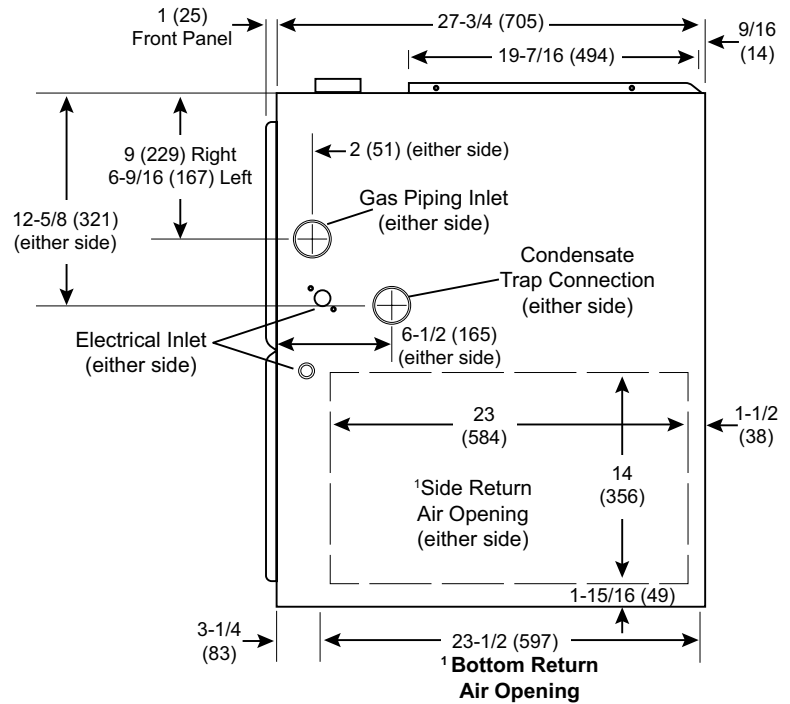 1 (25)
Front Panel
27-3/4 (705)
19-7/16 (494)
9/16
(14)
9 (229) Right
6-9/16 (167) Left
2 (51) (either side)
12-5/8 (321)
(either side)
Gas Piping Inlet
(either side)
Condensate
Trap Connection
(either side)
Electrical Inlet
(either side)
6-1/2 (165)
(either side)
23
(584)
1-1/2
(38)
14
(356)
¹Side Return
Air Opening
(either side)
1-15/16 (49)
3-1/4
(83)
23-1/2 (597)
¹ Bottom Return
Air Opening